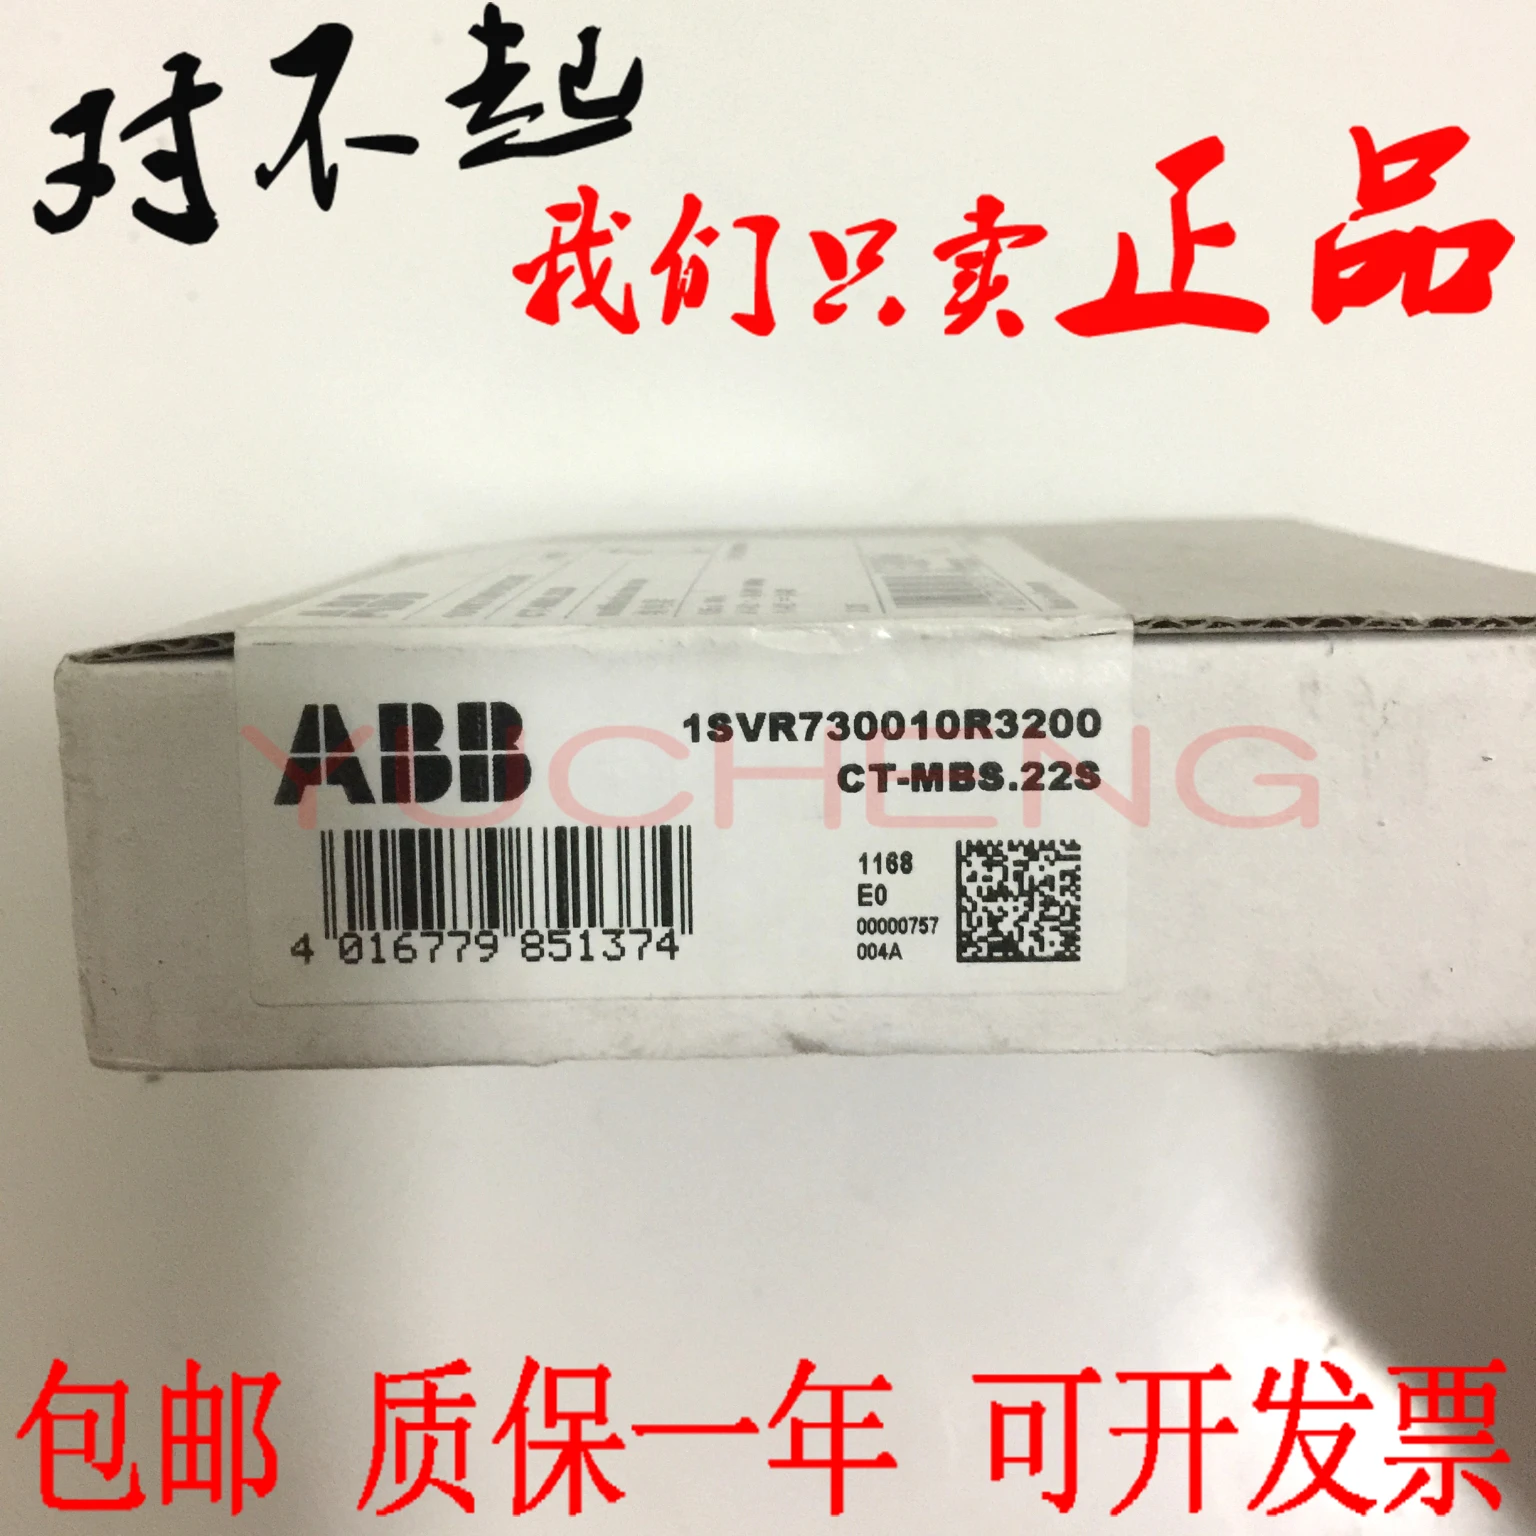 对不起
我们只卖正品
ABB
1SVR730010R3200
CT-MBS.22S
YUCHENG
1168
E0
00000757
004A
4 016779 851374
包邮 质保一年 可开发票